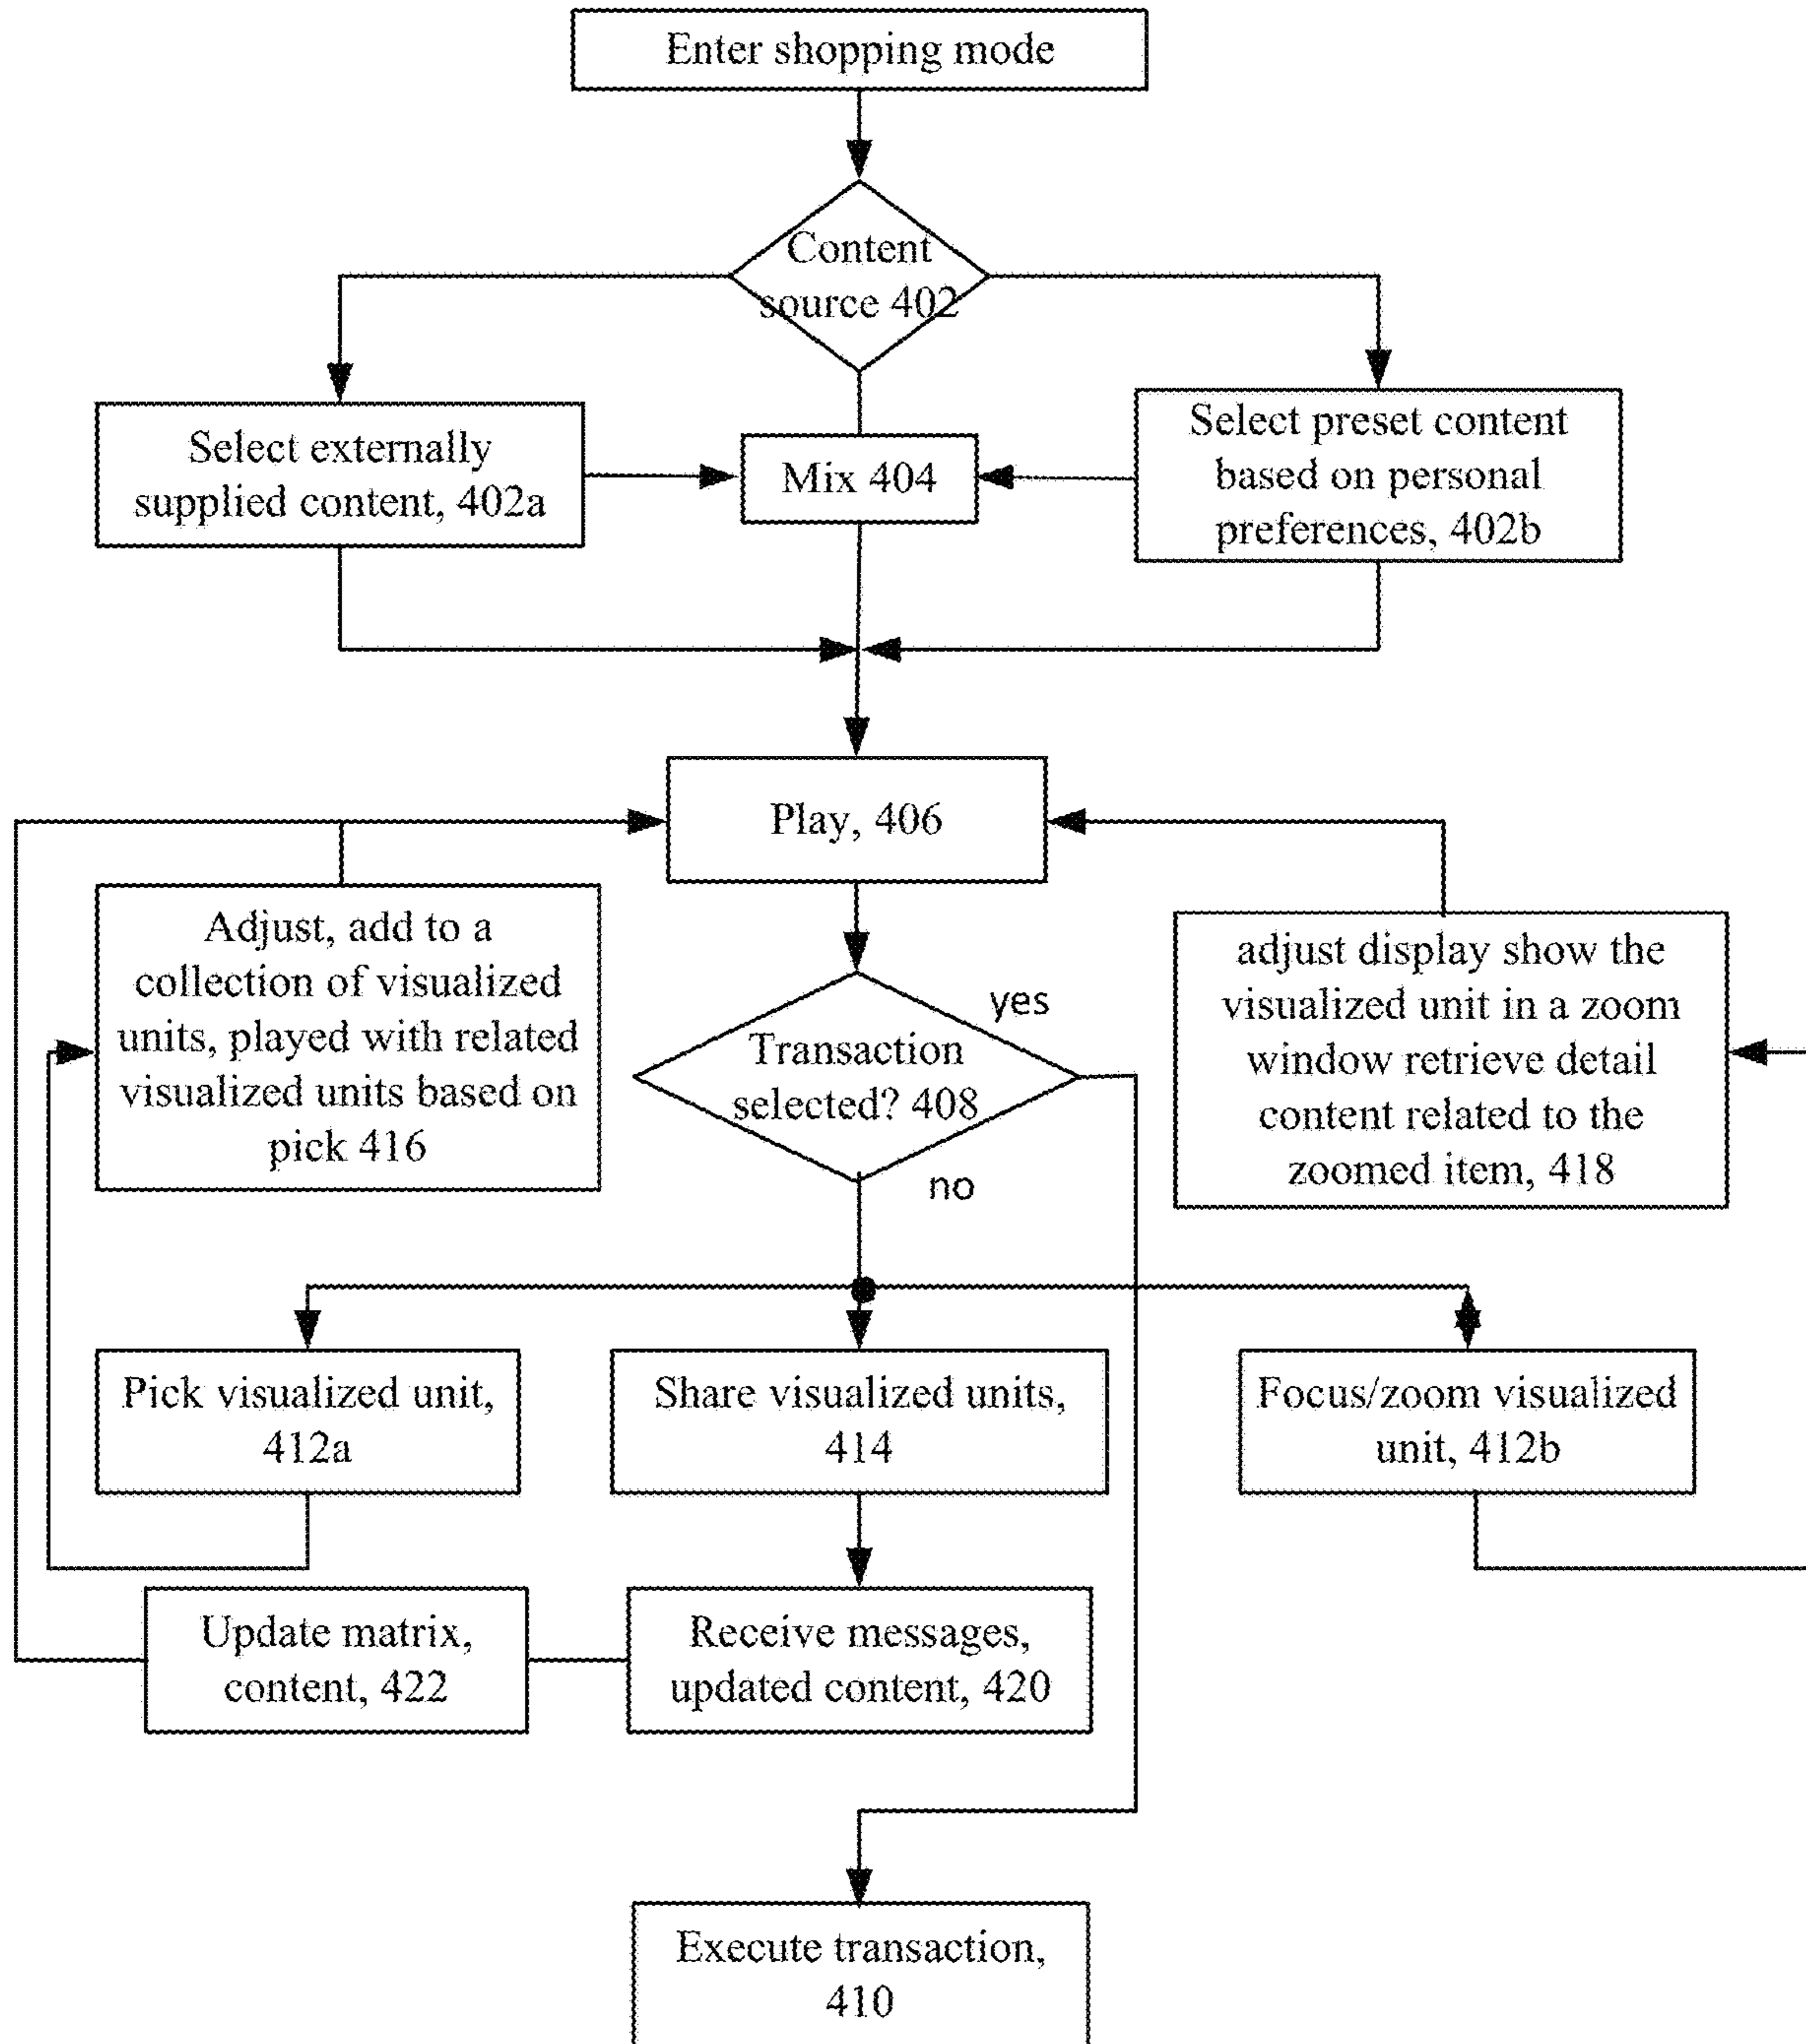 Enter shopping mode
Content
source 402
Select externally
supplied content, 402a
Mix 404
Select preset content
based on personal
preferences, 402b
Play, 406
Adjust, add to a
collection of visualized
units, played with related
visualized units based on
pick 416
yes
Transaction
selected? 408
no
adjust display show the
visualized unit in a zoom
window retrieve detail
content related to the
zoomed item, 418
Pick visualized unit,
412a
Share visualized units,
414
Focus/zoom visualized
unit, 412b
Update matrix,
content, 422
Receive messages,
updated content, 420
Execute transaction,
410